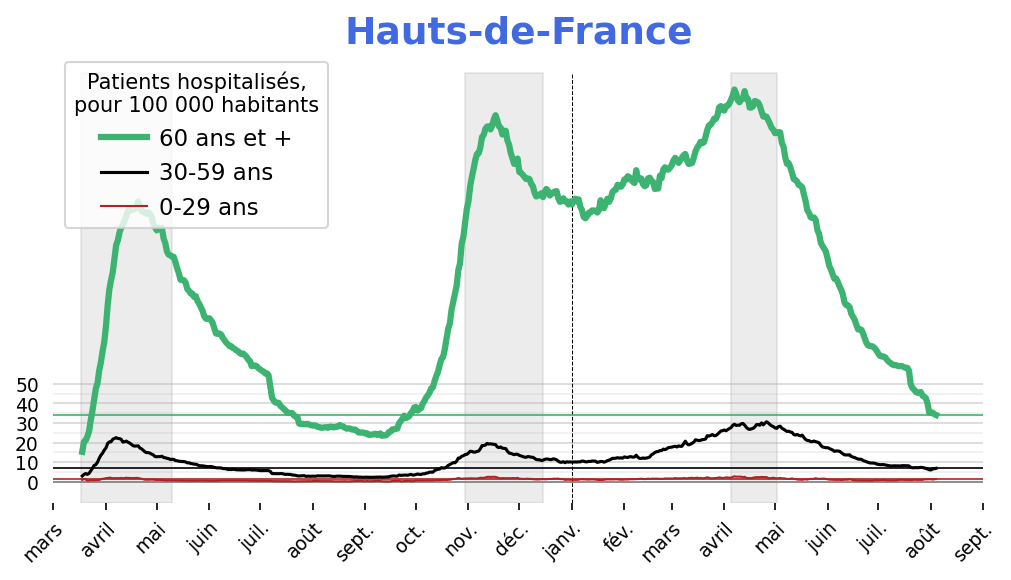 Hauts-de-France
Patients hospitalisés,
pour 100 000 habitants
60 ans et +
30-59 ans
0-29 ans
50
40
30
20
10
0
mars
avril
mai
juin
juil.
août
sept.
oct.
nov.
déc.
janv.
fév.
mars
avril
mai
juin
juil.
août
sept.